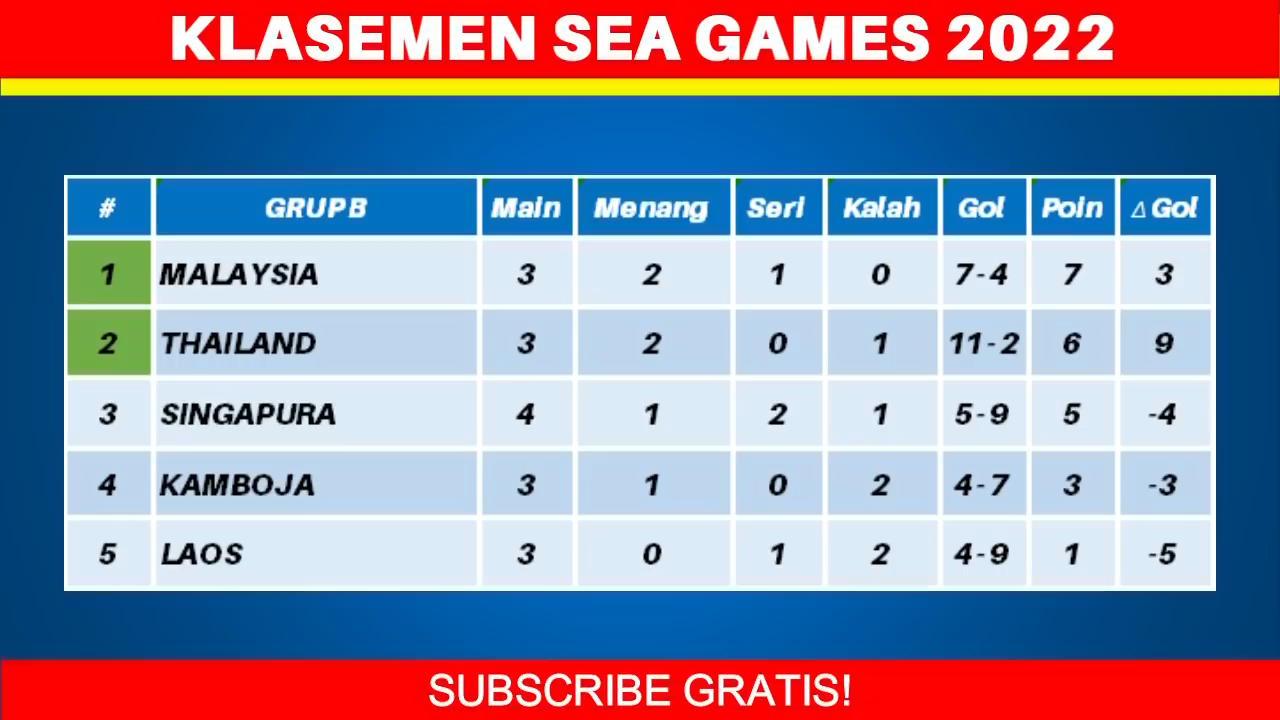 KLASEMEN SEA GAMES 2022
# GRUP B Main Menang Seri Kalah Gol Poin △ Gol
1 MALAYSIA 3 2 1 0 7-4 7 3
2 THAILAND 3 2 0 1 11-2 6 9
3 SINGAPURA 4 1 2 1 5-9 5 -4
4 KAMBOJA 3 1 0 2 4-7 3 -3
5 LAOS 3 0 1 2 4-9 1 -5
SUBSCRIBE GRATIS!